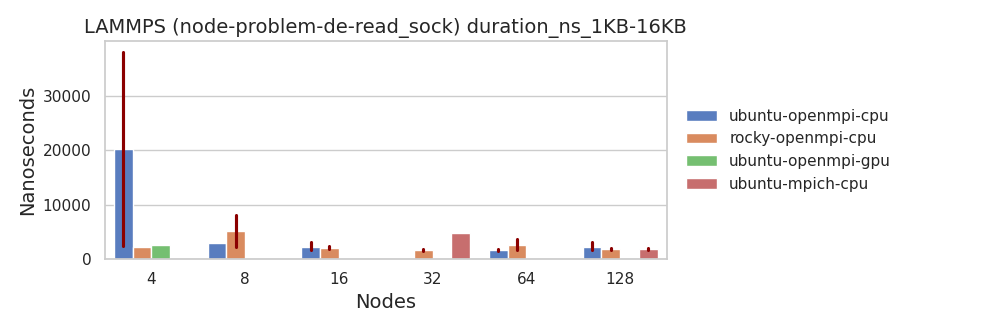 LAMMPS (node-problem-de-read_sock) duration_ns_1KB-16KB
Nanoseconds
30000
20000
10000
0
4 8 16 32 64 128
Nodes
ubuntu-openmpi-cpu
rocky-openmpi-cpu
ubuntu-openmpi-gpu
ubuntu-mpich-cpu